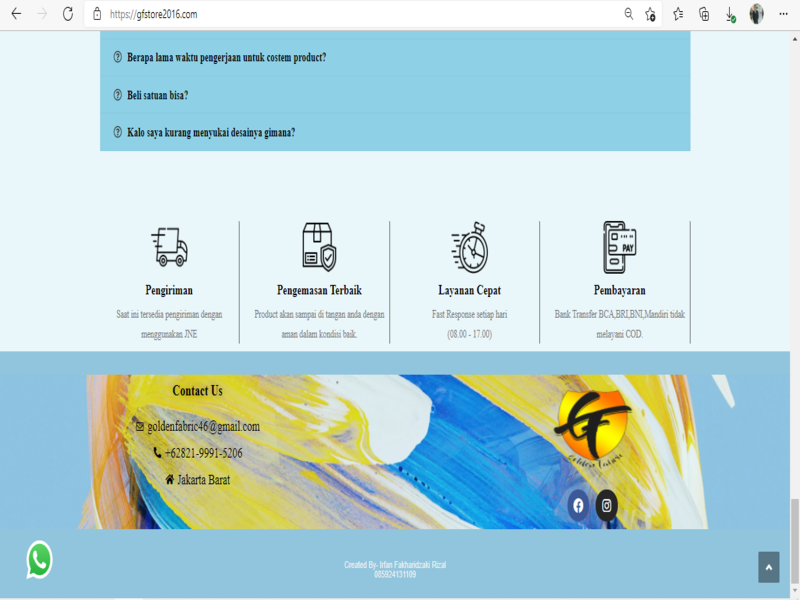 https://gfstore2016.com
Berapa lama waktu pengerjaan untuk costem product?
Beli satuan bisa?
Kalo saya kurang menyukai desainya gimana?
Pengiriman
Saat ini tersedia pengiriman dengan
menggunakan JNE
Pengemasan Terbaik
Product akan sampai di tangan anda dengan
aman dalam kondisi baik.
Layanan Cepat
Fast Response setiap hari
(08.00 - 17.00)
PAY
Pembayaran
Bank Transfer BCA,BRI,BNI,Mandiri tidak
melayani COD.
Contact Us
goldenfabric46@gmail.com
+62821-9991-5206
Jakarta Barat
GF
Created By- Irfan Fakhandzaki Rizal
085924131109